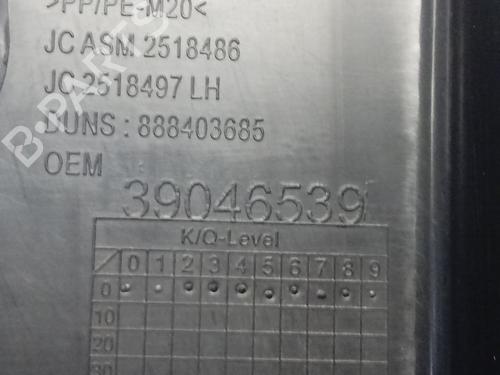 >PP/PE-M20<
JC ASM 2518486
JC 2518497 LH
DUNS : 888403685
OEM
39046539
K/Q-Level
0 1 2 3 4 5 6 7 8 9
0
10
20
30
B-PARTS